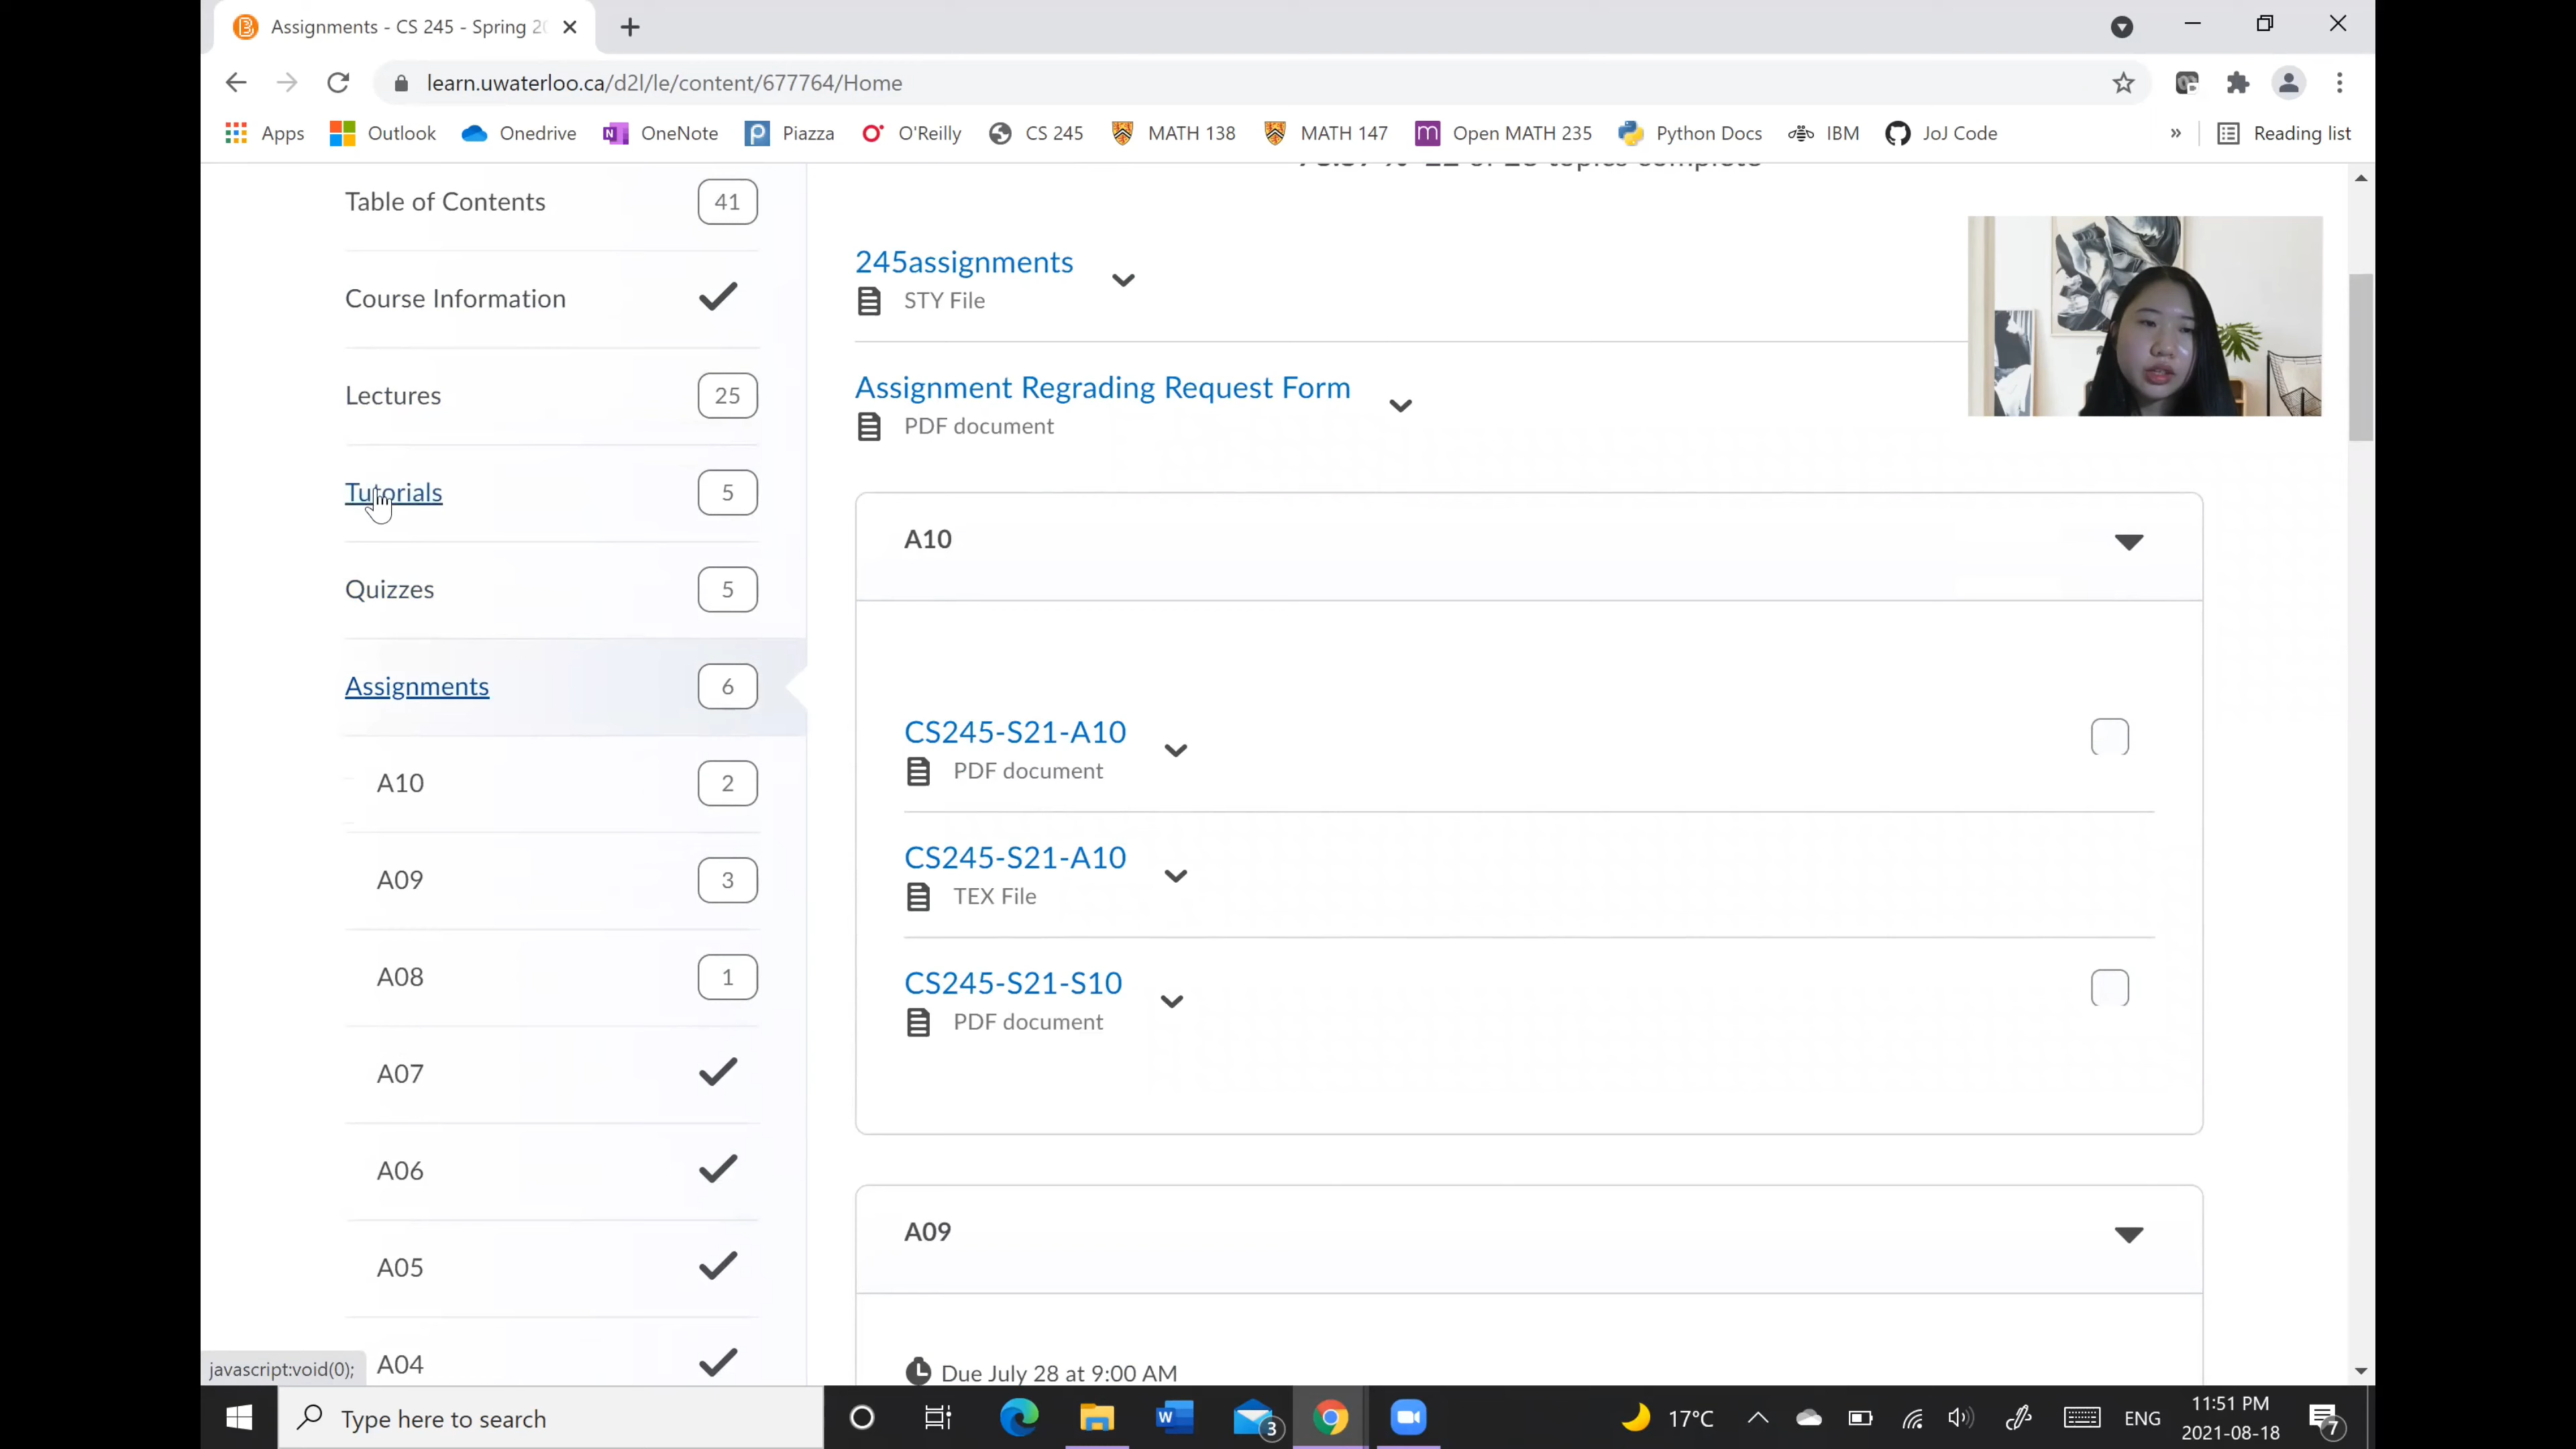 Assignments - CS 245 - Spring 20
learn.uwaterloo.ca/d2l/le/content/677764/Home
Apps Outlook Onedrive OneNote Piazza O'Reilly CS 245 MATH 138 MATH 147 Open MATH 235 Python Docs IBM JoJ Code » Reading list
Table of Contents 41
Course Information
Lectures 25
Tutorials 5
Quizzes 5
Assignments 6
A10 2
A09 3
A08 1
A07
A06
A05
A04
javascript:void(0);
topics complete
245assignments
STY File
Assignment Regrading Request Form
PDF document
A10
CS245-S21-A10
PDF document
CS245-S21-A10
TEX File
CS245-S21-S10
PDF document
A09
Due July 28 at 9:00 AM
Type here to search
W
3
17°C
ENG
11:51 PM
2021-08-18
7